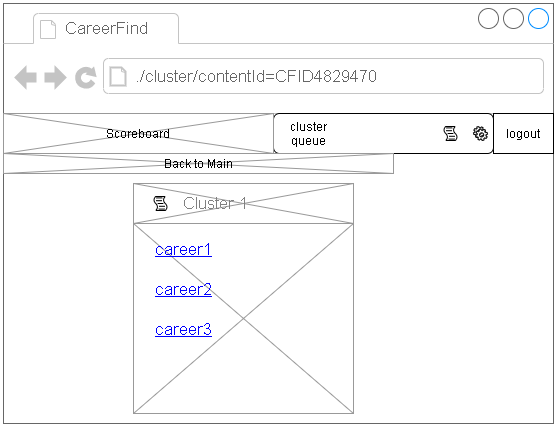 CareerFind
./cluster/contentId=CFID4829470
Scoreboard
cluster
queue
logout
Back to Main
Cluster 1
career1
career2
career3